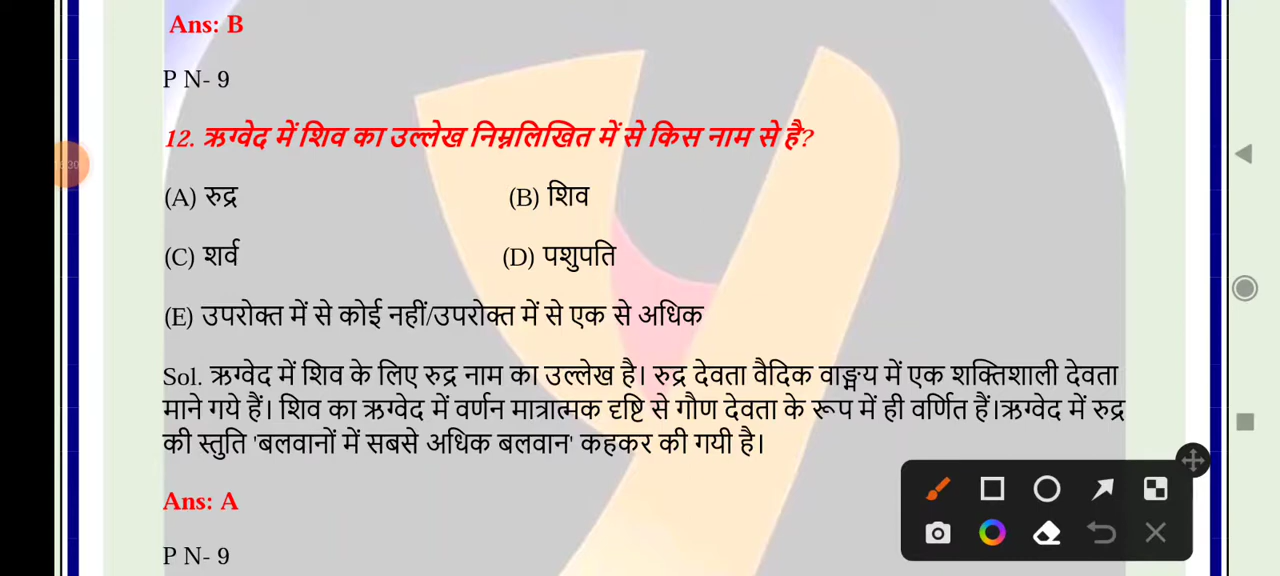 Ans: B
P N- 9
12. ऋग्वेद में शिव का उल्लेख निम्नलिखित में से किस नाम से है?
(A) रुद्र (B) शिव
(C) शर्व (D) पशुपति
(E) उपरोक्त में से कोई नहीं/उपरोक्त में से एक से अधिक
Sol. ऋग्वेद में शिव के लिए रुद्र नाम का उल्लेख है। रुद्र देवता वैदिक वाङ्मय में एक शक्तिशाली देवता
माने गये हैं। शिव का ऋग्वेद में वर्णन मात्रात्मक दृष्टि से गौण देवता के रूप में ही वर्णित हैं।ऋग्वेद में रुद्र
की स्तुति 'बलवानों में सबसे अधिक बलवान' कहकर की गयी है।
Ans: A
P N- 9